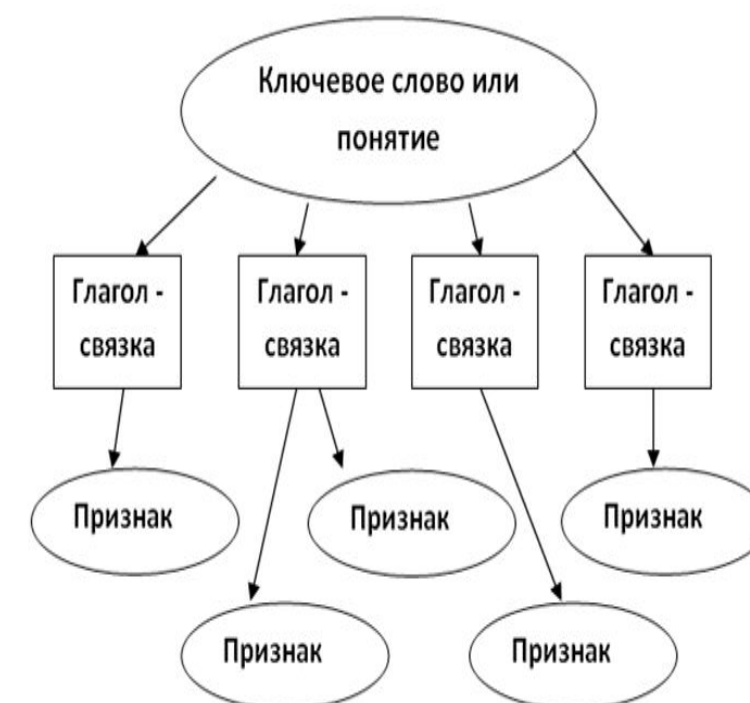 Ключевое слово или
понятие
Глагол -
связка
Глагол -
связка
Глагол -
связка
Глагол -
связка
Признак
Признак
Признак
Признак
Признак